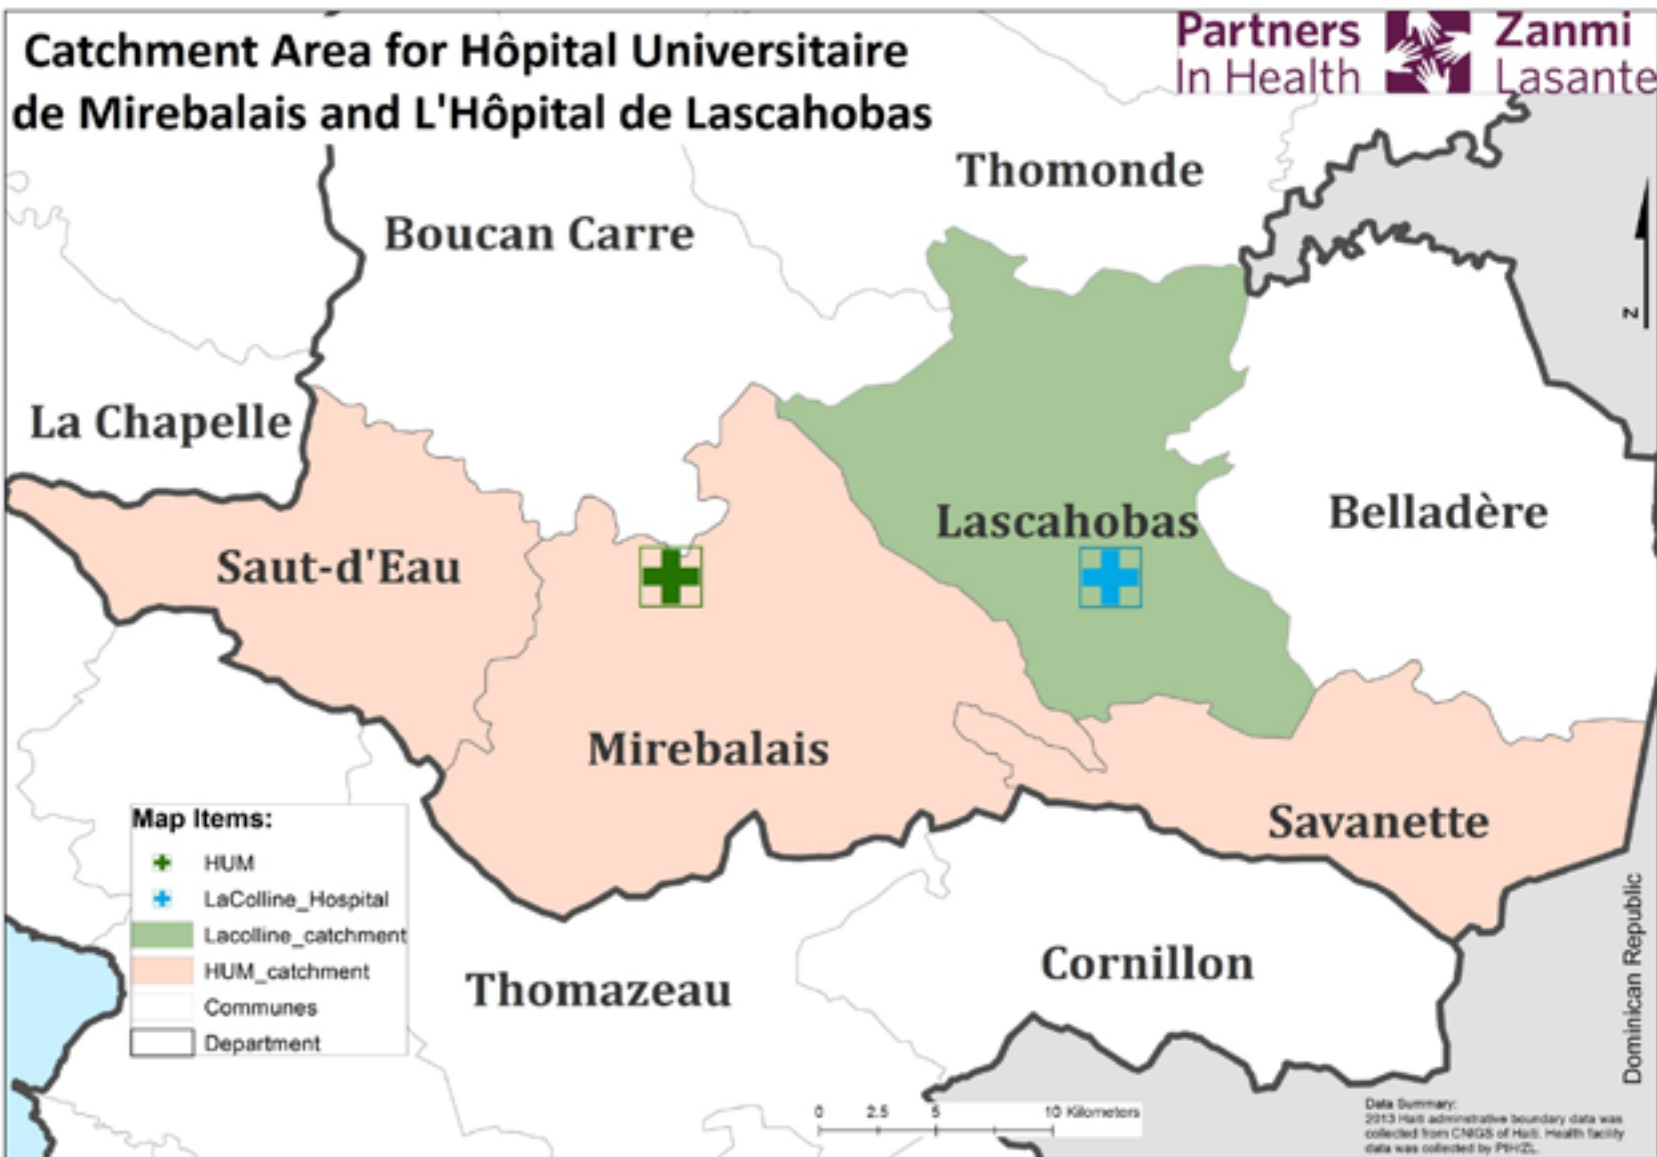 Catchment Area for Hôpital Universitaire
de Mirebalais and L'Hôpital de Lascahobas
Partners
In Health
Zanmi
Lasante
Thomonde
Boucan Carre
La Chapelle
Lascahobas
Belladère
Saut-d'Eau
Mirebalais
Savanette
Thomazeau
Cornillon
N
Map Items:
HUM
LaColline_Hospital
Lacolline_catchment
HUM_catchment
Communes
Department
Dominican Republic
0 2.5 5 10 Kilometers
Data Summary:
2013 Haiti adminstrative boundary data was
collected from CNIGS of Haiti. Health facility
data was collected by PIH/ZL.